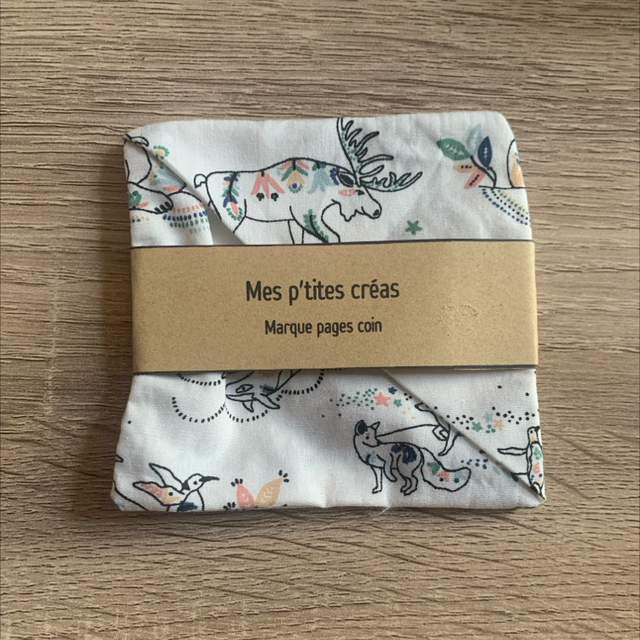 Mes p'tites créas
Marque pages coin